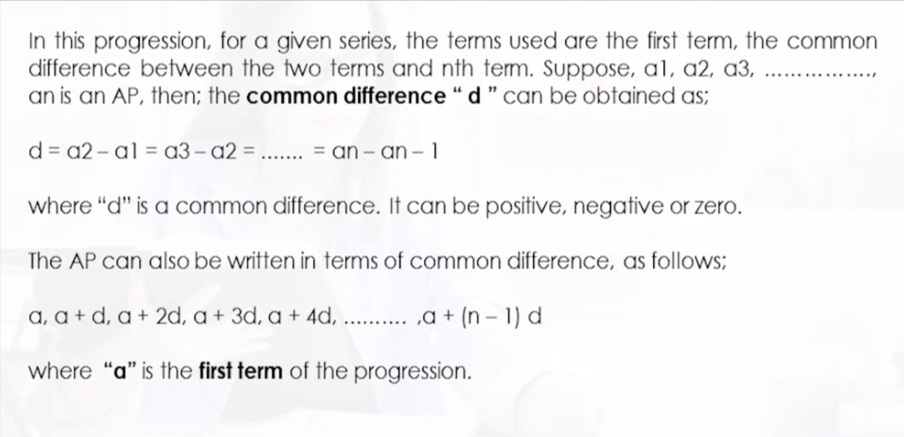 In this progression, for a given series, the terms used are the first term, the common
difference between the two terms and nth term. Suppose, a1, a2, a3, ................,
an is an AP, then; the common difference “ d ” can be obtained as;
d = a2 – a1 = a3 – a2 = ....... = an – an – 1
where “d” is a common difference. It can be positive, negative or zero.
The AP can also be written in terms of common difference, as follows;
a, a + d, a + 2d, a + 3d, a + 4d, .......... ,a + (n – 1) d
where “a” is the first term of the progression.